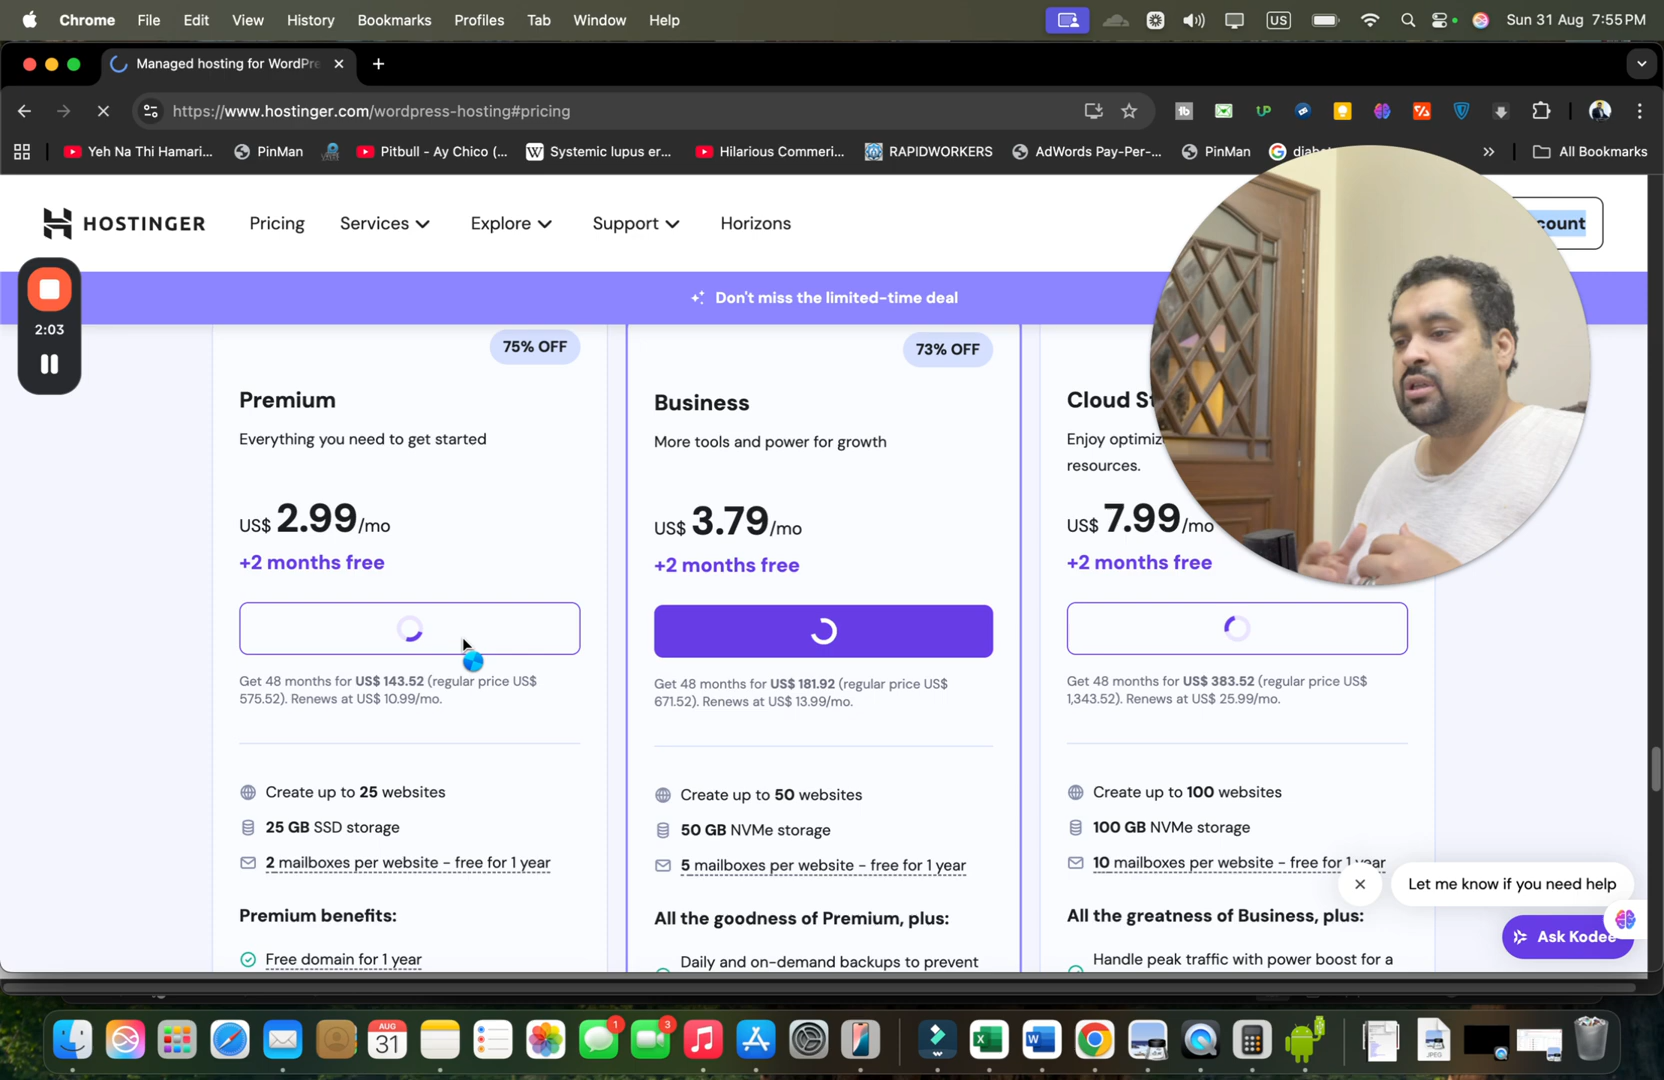 Chrome File Edit View History Bookmarks Profiles Tab Window Help US Sun 31 Aug 7:55 PM
Managed hosting for WordPre
https://www.hostinger.com/wordpress-hosting#pricing
Yeh Na Thi Hamari... PinMan Pitbull - Ay Chico (... Systemic lupus er... Hilarious Commeri... RAPIDWORKERS AdWords Pay-Per-... PinMan » All Bookmarks
HOSTINGER Pricing Services Explore Support Horizons count
Don't miss the limited-time deal
2:03
75% OFF
Premium
Everything you need to get started
US$ 2.99/mo
+2 months free
Get 48 months for US$ 143.52 (regular price US$
575.52). Renews at US$ 10.99/mo.
Create up to 25 websites
25 GB SSD storage
2 mailboxes per website - free for 1 year
Premium benefits:
Free domain for 1 year
73% OFF
Business
More tools and power for growth
US$ 3.79/mo
+2 months free
Get 48 months for US$ 181.92 (regular price US$
671.52). Renews at US$ 13.99/mo.
Create up to 50 websites
50 GB NVMe storage
5 mailboxes per website - free for 1 year
All the goodness of Premium, plus:
Daily and on-demand backups to prevent
Cloud
Enjoy
resources.
US$ 7.99/mo
+2 months free
Get 48 months for US$ 383.52 (regular price US$
1,343.52). Renews at US$ 25.99/mo.
Create up to 100 websites
100 GB NVMe storage
10 mailboxes per website - free for 1 year
All the greatness of Business, plus:
Handle peak traffic with power boost for a
Let me know if you need help
Ask Kodee
AUG
31
1
3